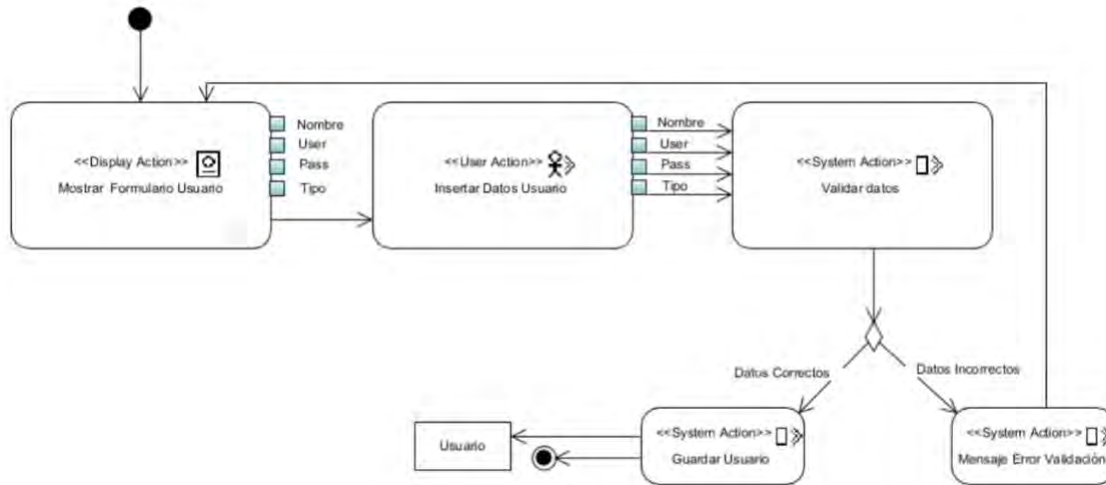 <<Display Action>>
Mostrar Formulario Usuario
Nombre
User
Pass
Tipo
<<User Action>>
Insertar Datos Usuario
Nombre
User
Pass
Tipo
<<System Action>>
Validar datos
Datos Correctos
Datos Incorrectos
Usuario
<<System Action>>
Guardar Usuario
<<System Action>>
Mensaje Error Validación